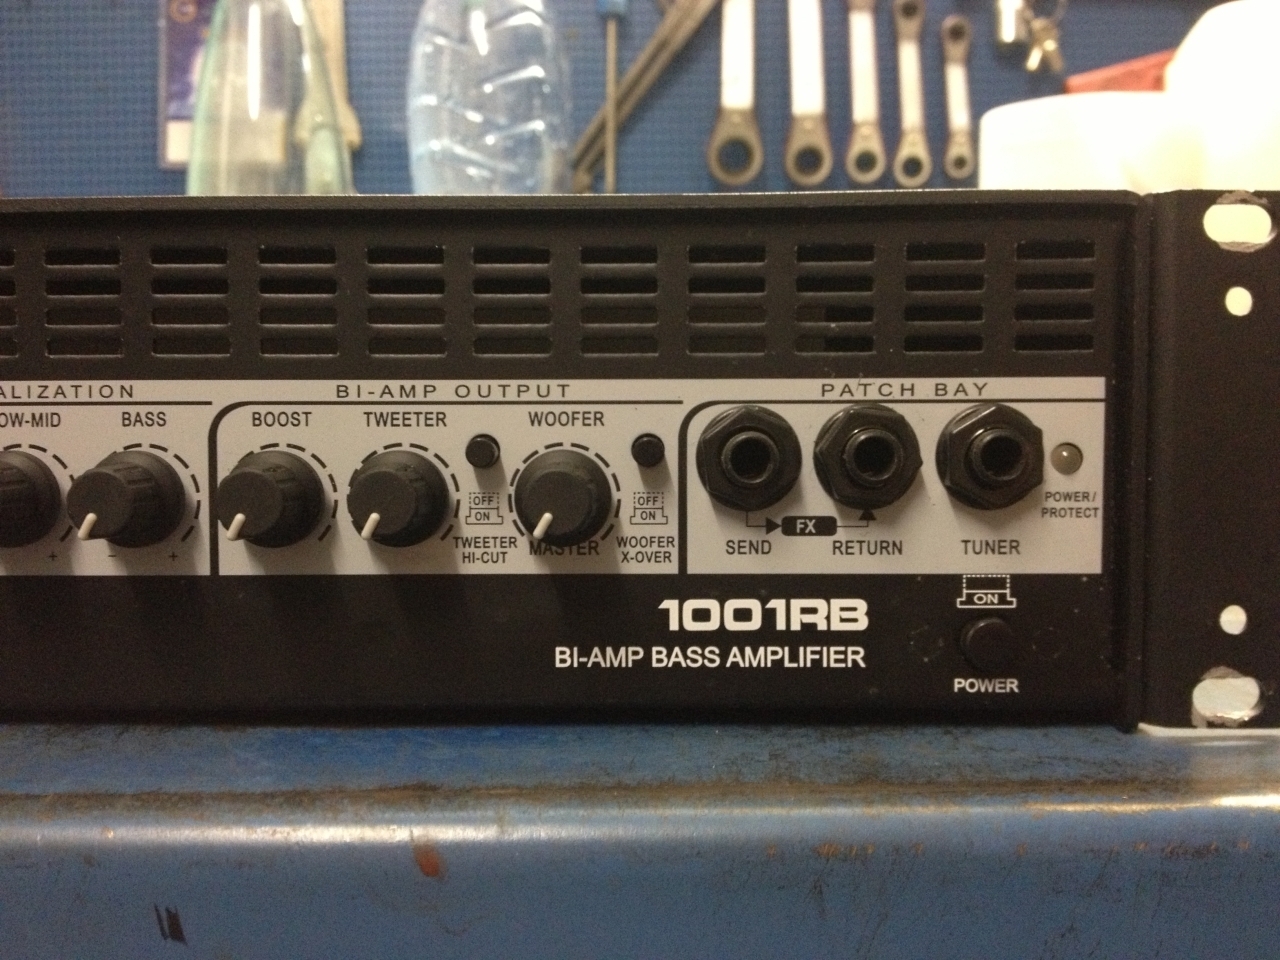 G
ALIZATION
BI-AMP OUTPUT
PATCH BAY
OW-MID
BASS
BOOST
TWEETER
WOOFER
OFF
ON
OFF
ON
POWER/
PROTECT
+
-
+
TWEETER
HI-CUT
MASTER
WOOFER
X-OVER
FX
SEND
RETURN
TUNER
ON
1001RB
BI-AMP BASS AMPLIFIER
POWER